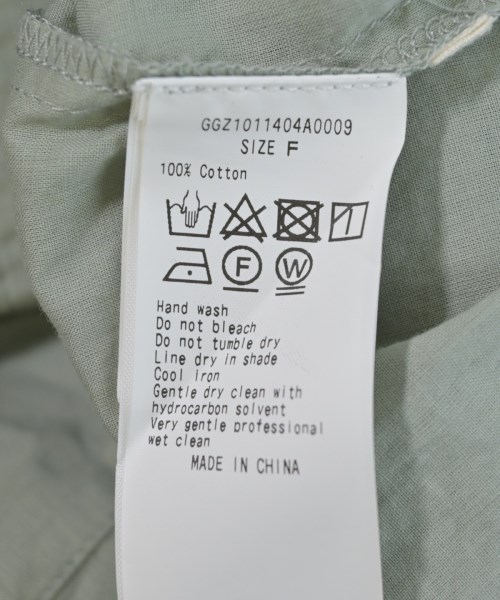 GGZ1011404A0009
SIZE F
100% Cotton
F W
Hand wash
Do not bleach
Do not tumble dry
Line dry in shade
Cool Iron
Gentle dry clean with
hydrocarbon solvent
Very gentle professional
wet clean
MADE IN CHINA